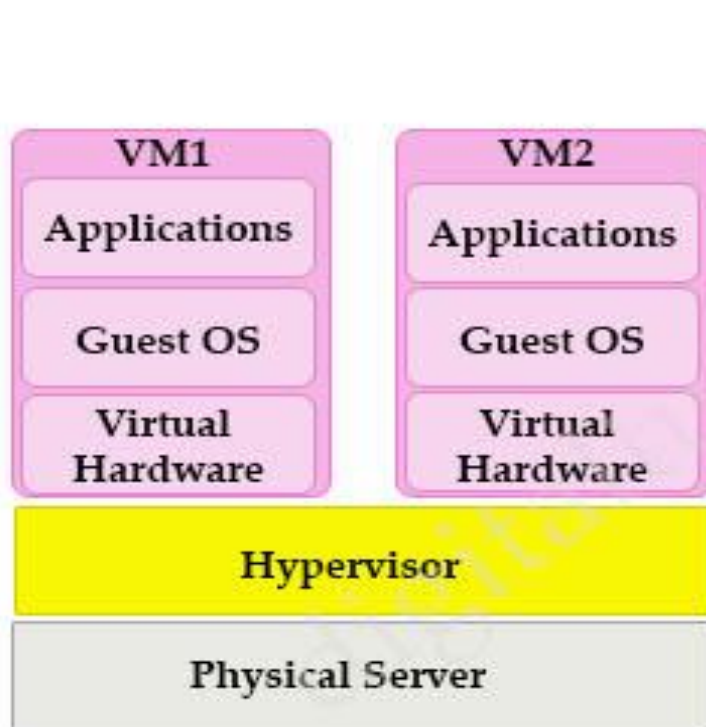 VM1
Applications
Guest OS
Virtual
Hardware
VM2
Applications
Guest OS
Virtual
Hardware
Hypervisor
Physical Server